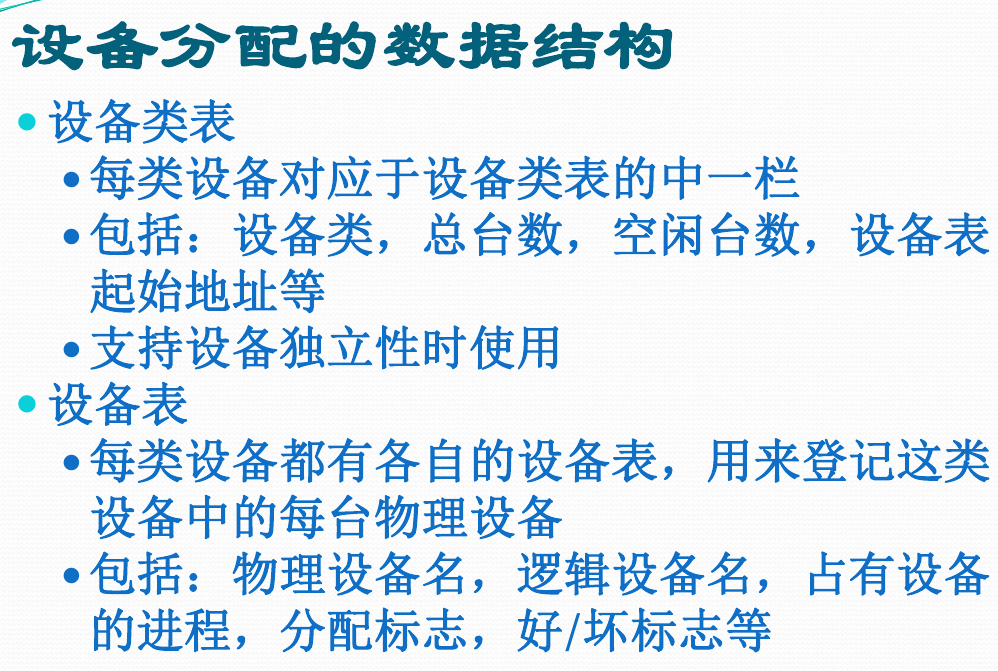 设备分配的数据结构
• 设备类表
• 每类设备对应于设备类表的中一栏
• 包括：设备类，总台数，空闲台数，设备表
起始地址等
• 支持设备独立性时使用
• 设备表
• 每类设备都有各自的设备表，用来登记这类
设备中的每台物理设备
• 包括：物理设备名，逻辑设备名，占有设备
的进程，分配标志，好/坏标志等